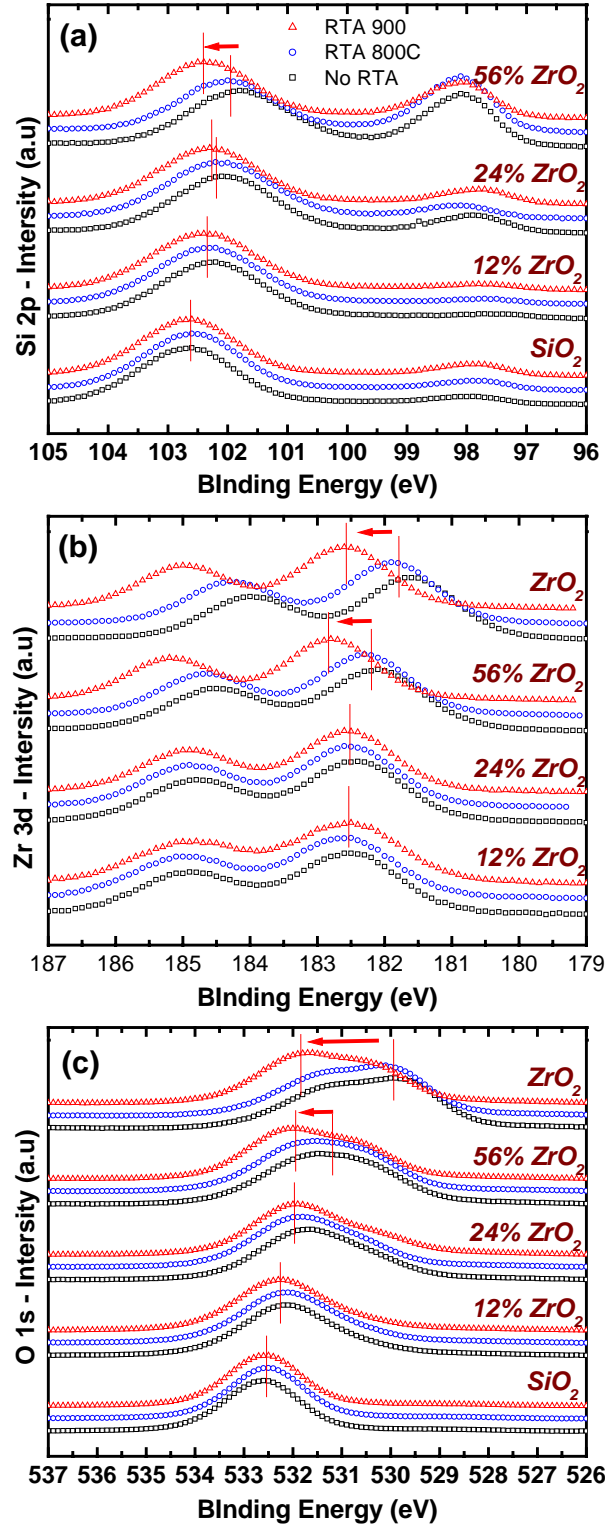 (a)
RTA 900
RTA 800C
No RTA
56% ZrO2
24% ZrO2
12% ZrO2
SiO2
Si 2p - Intersity (a.u)
105 104 103 102 101 100 99 98 97 96
BInding Energy (eV)
(b)
ZrO2
56% ZrO2
24% ZrO2
12% ZrO2
Zr 3d - Intersity (a.u)
187 186 185 184 183 182 181 180 179
BInding Energy (eV)
(c)
ZrO2
56% ZrO2
24% ZrO2
12% ZrO2
SiO2
O 1s - Intersity (a.u)
537 536 535 534 533 532 531 530 529 528 527 526
BInding Energy (eV)